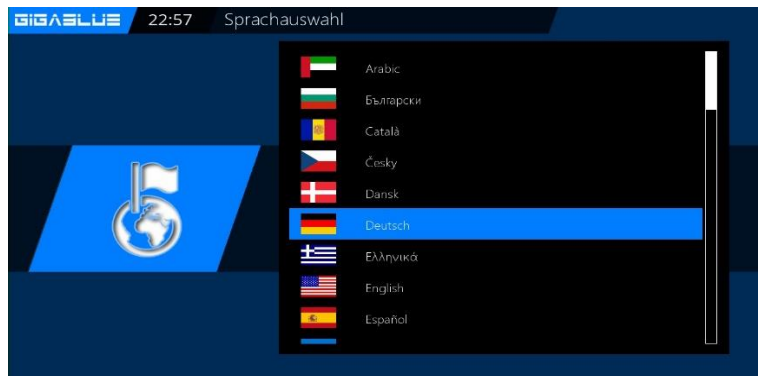 GiGABLUE 22:57 Sprachauswahl
Arabic
Български
Català
Česky
Dansk
Deutsch
Ελληνικά
English
Español